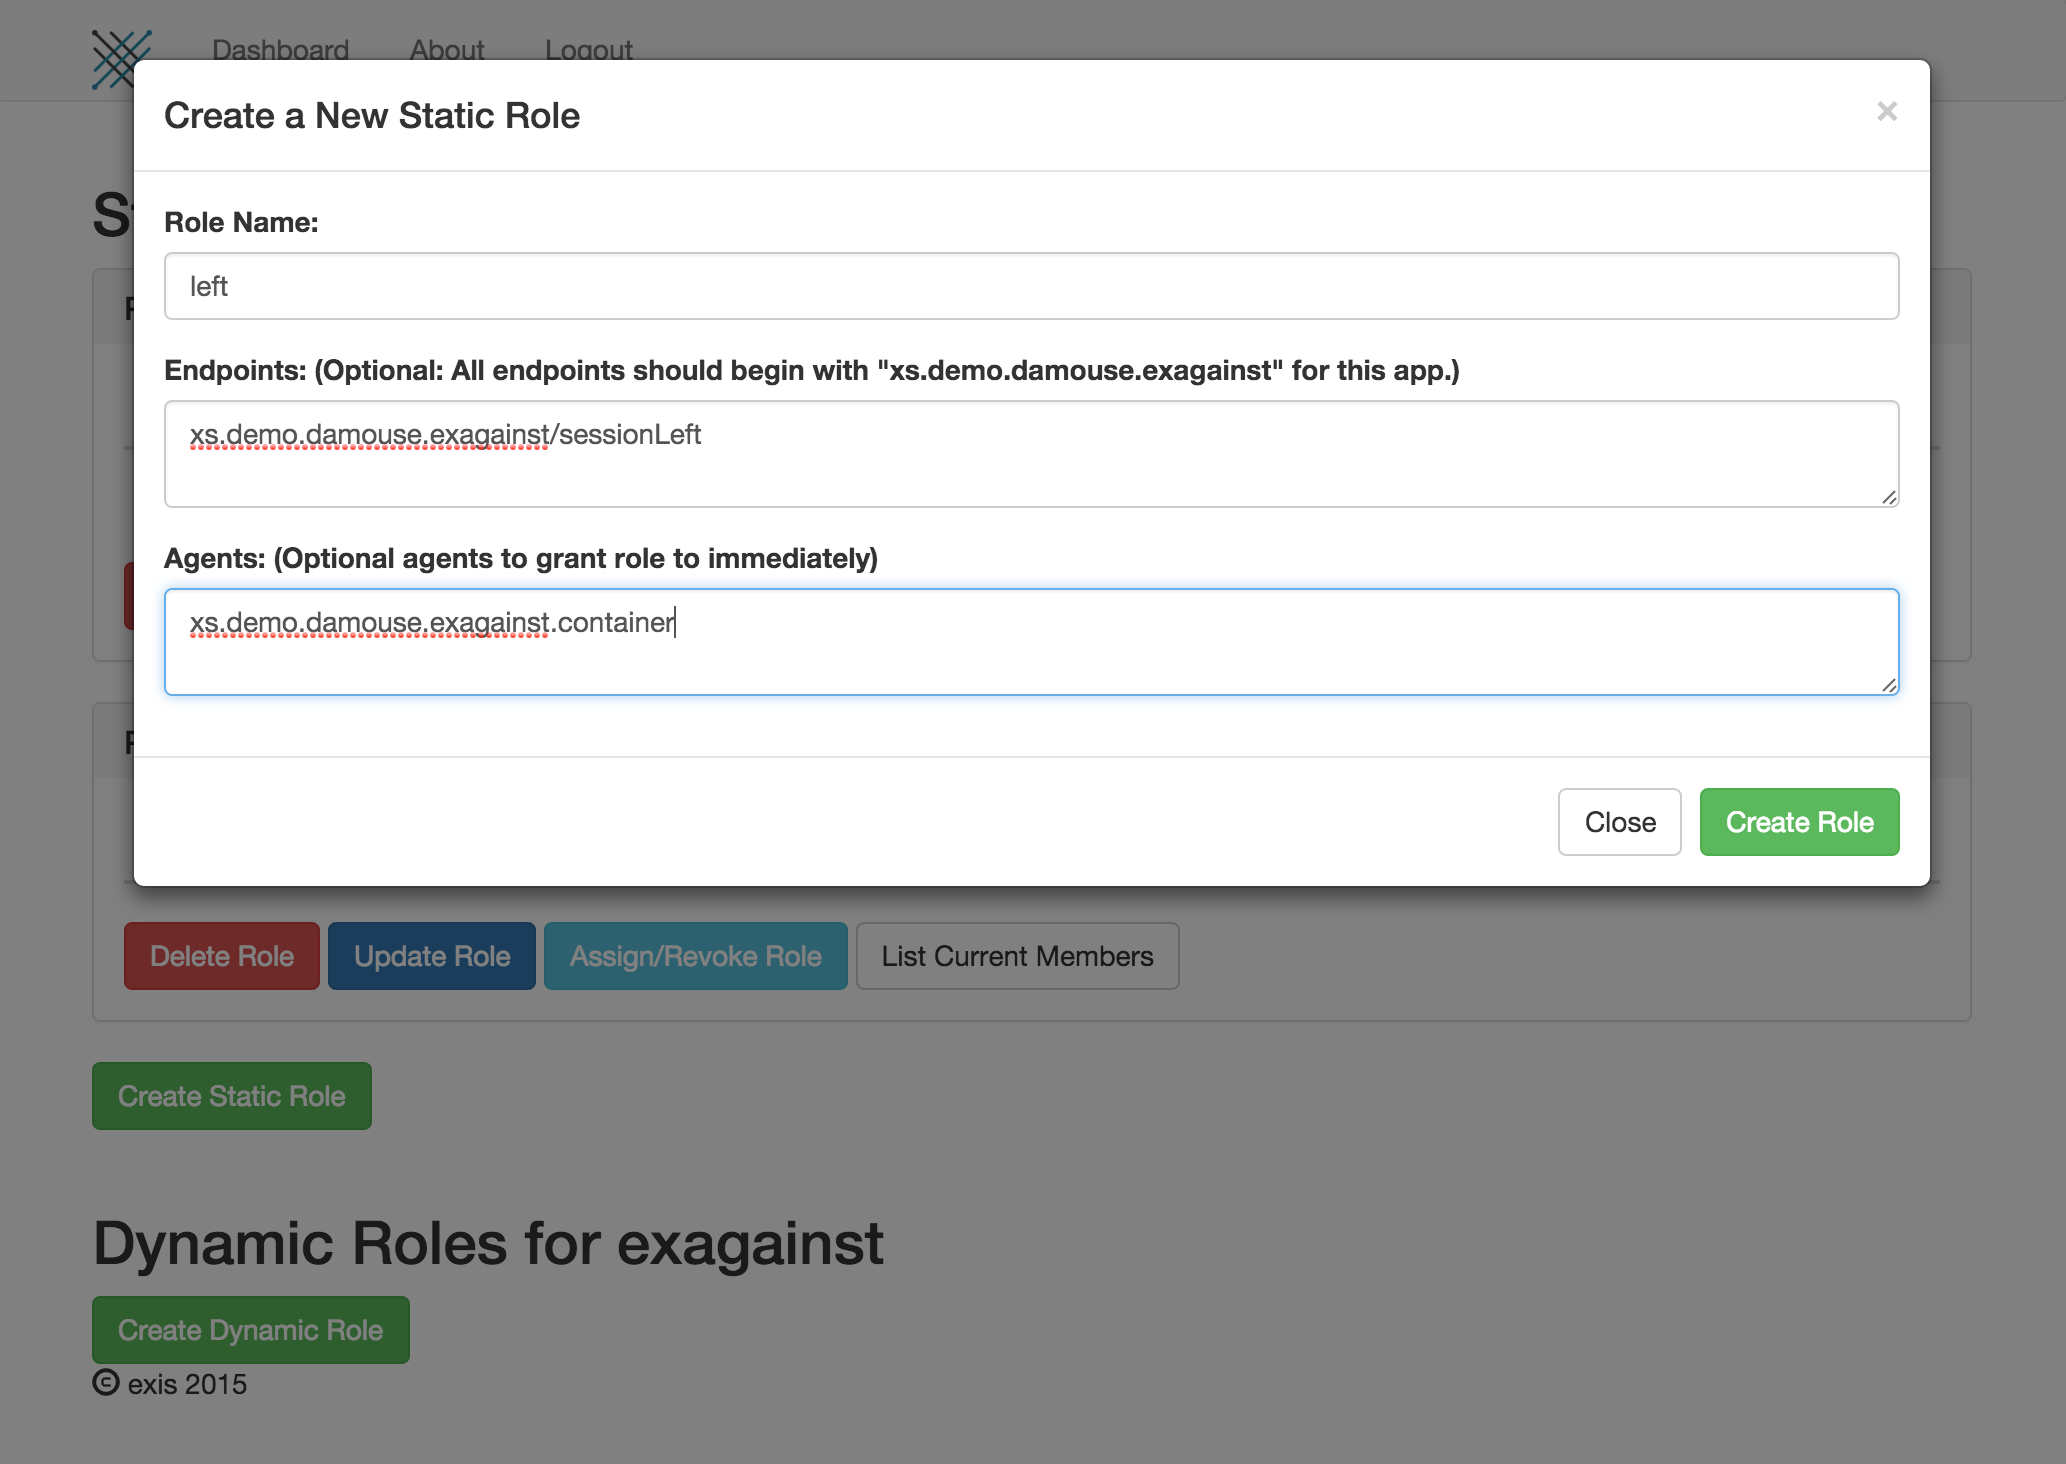 Dashboard About Logout
Create a New Static Role ×
Role Name:
left
Endpoints: (Optional: All endpoints should begin with "xs.demo.damouse.exagainst" for this app.)
xs.demo.damouse.exagainst/sessionLeft
Agents: (Optional agents to grant role to immediately)
xs.demo.damouse.exagainst.container
Close Create Role
Delete Role Update Role Assign/Revoke Role List Current Members
Create Static Role
Dynamic Roles for exagainst
Create Dynamic Role
© exis 2015